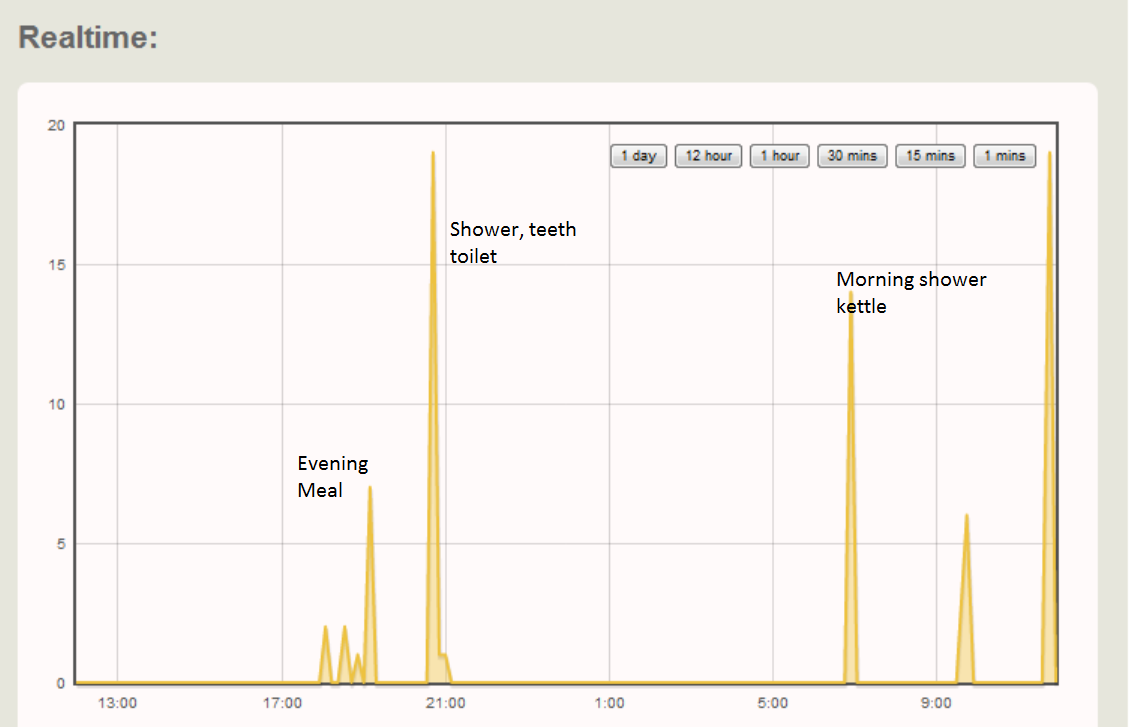 Realtime:
20
1 day 12 hour 1 hour 30 mins 15 mins 1 mins
Shower, teeth
toilet
15
Morning shower
kettle
10
Evening
Meal
5
0
13:00 17:00 21:00 1:00 5:00 9:00